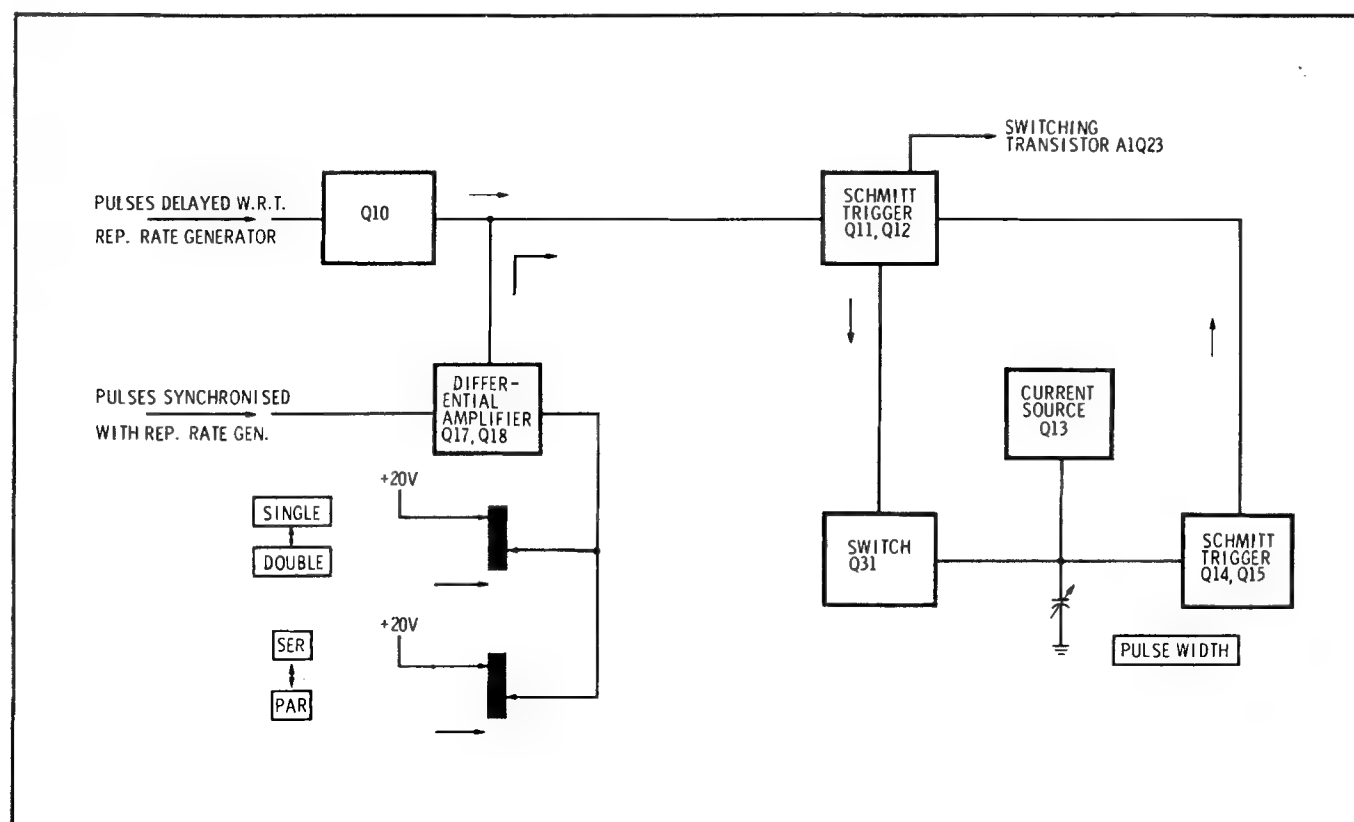 SWITCHING
TRANSISTOR A1Q23
PULSES DELAYED W.R.T.
REP. RATE GENERATOR
Q10
SCHMITT
TRIGGER
Q11, Q12
PULSES SYNCHRONISED
WITH REP. RATE GEN.
DIFFER-
ENTIAL
AMPLIFIER
Q17, Q18
CURRENT
SOURCE
Q13
+20V
SINGLE
DOUBLE
SWITCH
Q31
SCHMITT
TRIGGER
Q14, Q15
+20V
SER
PAR
PULSE WIDTH